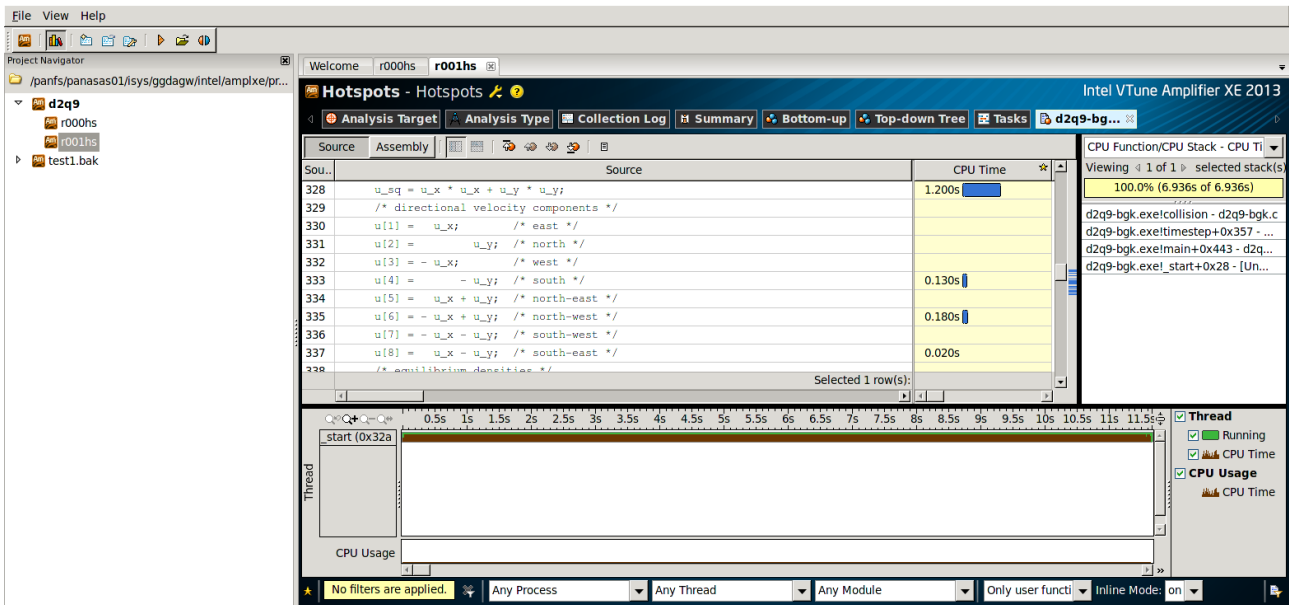 File View Help
Project Navigator
/panfs/panasas01/isys/ggdagw/intel/amplxe/pr...
d2q9
r000hs
r001hs
test1.bak
Welcome r000hs r001hs
Hotspots - Hotspots Intel VTune Amplifier XE 2013
Analysis Target Analysis Type Collection Log Summary Bottom-up Top-down Tree Tasks d2q9-bg...
Source Assembly
Sou.. Source CPU Time
328 u_sq = u_x * u_x + u_y * u_y; 1.200s
329 /* directional velocity components */
330 u[1] = u_x; /* east */
331 u[2] = u_y; /* north */
332 u[3] = - u_x; /* west */
333 u[4] = - u_y; /* south */ 0.130s
334 u[5] = u_x + u_y; /* north-east */
335 u[6] = - u_x + u_y; /* north-west */ 0.180s
336 u[7] = - u_x - u_y; /* south-west */
337 u[8] = u_x - u_y; /* south-east */ 0.020s
338 /* equilibrium densities */
Selected 1 row(s):
CPU Function/CPU Stack - CPU Ti
Viewing 1 of 1 selected stack(s)
100.0% (6.936s of 6.936s)
d2q9-bgk.exe!collision - d2q9-bgk.c
d2q9-bgk.exe!timestep+0x357 - ...
d2q9-bgk.exe!main+0x443 - d2q...
d2q9-bgk.exe!_start+0x28 - [Un...
0.5s 1s 1.5s 2s 2.5s 3s 3.5s 4s 4.5s 5s 5.5s 6s 6.5s 7s 7.5s 8s 8.5s 9s 9.5s 10s 10.5s 11s 11.5s
_start (0x32a
Thread
CPU Usage
Thread
Running
CPU Time
CPU Usage
CPU Time
No filters are applied. Any Process Any Thread Any Module Only user functi Inline Mode: on